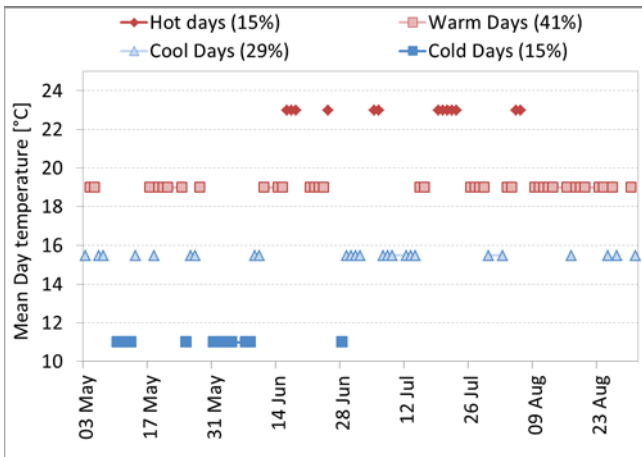 Hot days (15%) Warm Days (41%)
Cool Days (29%) Cold Days (15%)
Mean Day temperature [°C]
24
22
20
18
16
14
12
10
03 May
17 May
31 May
14 Jun
28 Jun
12 Jul
26 Jul
09 Aug
23 Aug